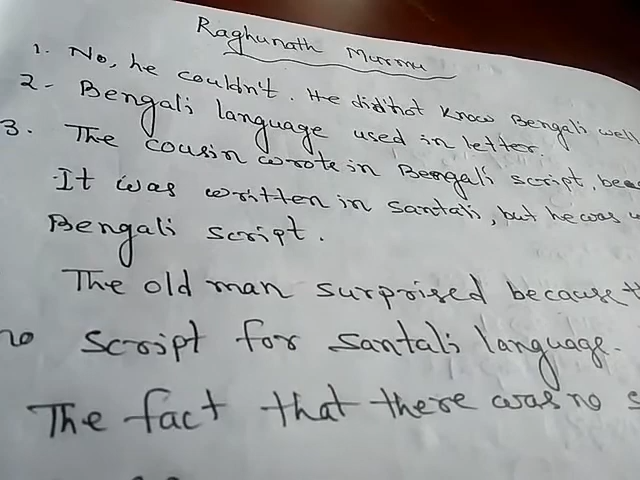 Raghunath Murmu
1. No, he couldn't. He did not know Bengali well
2- Bengali language used in letter.
3. The cousin wrote in Bengali script,
It was written in santali, but he was
Bengali script.
The old man surprised because
no script for santali language.
The fact that there was no